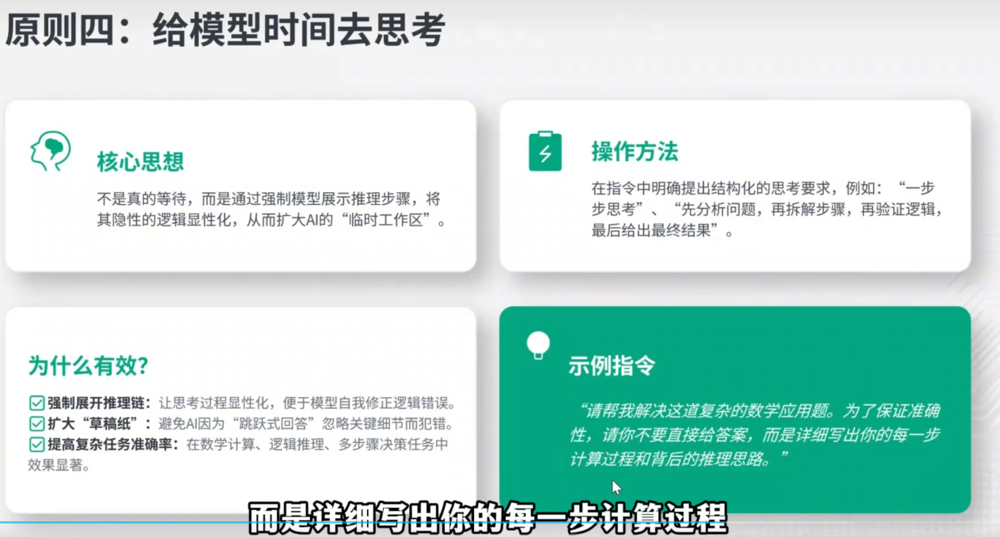 原则四：给模型时间去思考
核心思想
不是真的等待，而是通过强制模型展示推理步骤，将
其隐性的逻辑显性化，从而扩大AI的“临时工作区”。
操作方法
在指令中明确提出结构化的思考要求，例如：“一步
步思考”、“先分析问题，再拆解步骤，再验证逻辑，
最后给出最终结果”。
为什么有效？
强制展开推理链：让思考过程显性化，便于模型自我修正逻辑错误。
扩大“草稿纸”：避免AI因为“跳跃式回答”忽略关键细节而犯错。
提高复杂任务准确率：在数学计算、逻辑推理、多步骤决策任务中
效果显著。
示例指令
“请帮我解决这道复杂的数学应用题。为了保证准确
性，请你不要直接给答案，而是详细写出你的每一步
计算过程和背后的推理思路。”
而是详细写出你的每一步计算过程